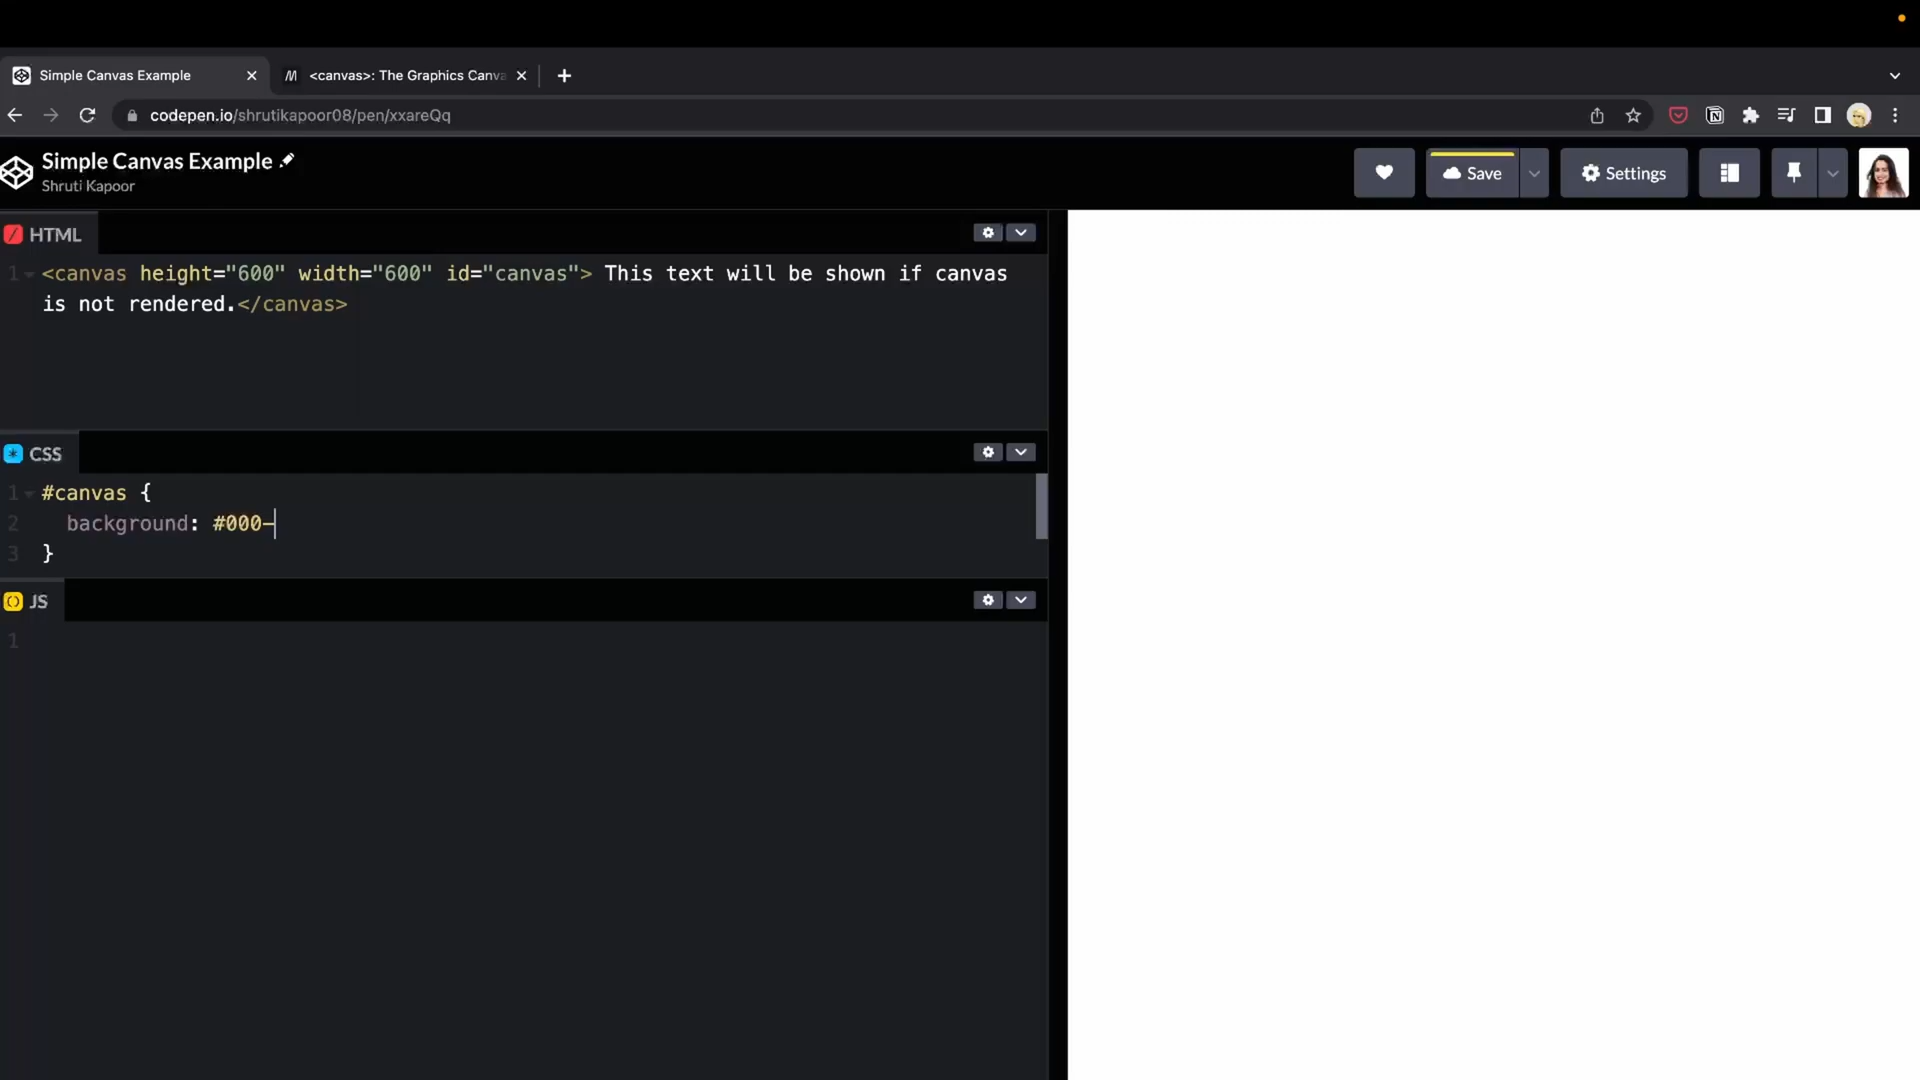 Simple Canvas Example
<canvas>: The Graphics Canva
codepen.io/shrutikapoor08/pen/xxareQq
Simple Canvas Example
Shruti Kapoor
Save
Settings
HTML
1 <canvas height="600" width="600" id="canvas"> This text will be shown if canvas
is not rendered.</canvas>
CSS
1 #canvas {
2 background: #000-
3 }
JS
1